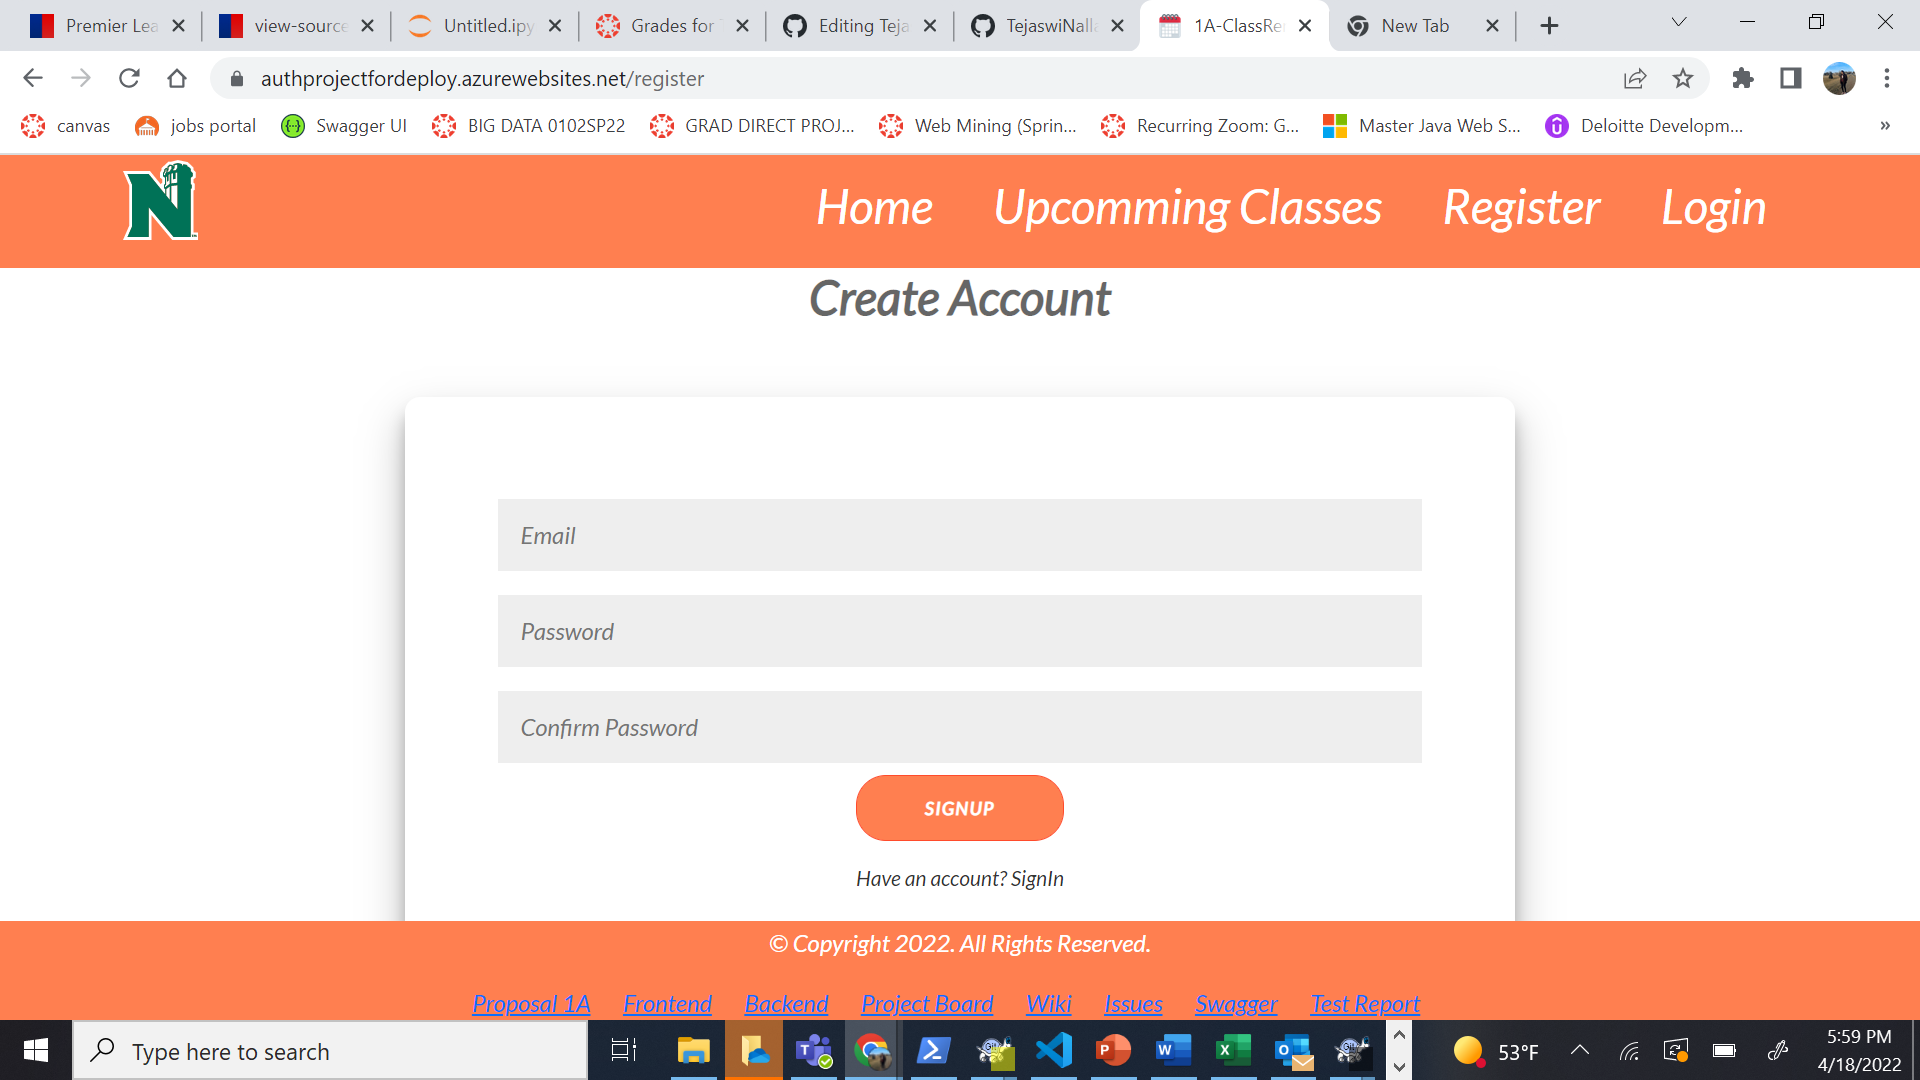 Premier Lea
view-source
Untitled.ipy
Grades for
Editing Teja
TejaswiNalla
1A-ClassRe
New Tab
authprojectfordeploy.azurewebsites.net/register
canvas
jobs portal
Swagger UI
BIG DATA 0102SP22
GRAD DIRECT PROJ...
Web Mining (Sprin...
Recurring Zoom: G...
Master Java Web S...
Deloitte Developm...
»
N
Home
Upcomming Classes
Register
Login
Create Account
Email
Password
Confirm Password
SIGNUP
Have an account? SignIn
© Copyright 2022. All Rights Reserved.
Proposal 1A
Frontend
Backend
Project Board
Wiki
Issues
Swagger
Test Report
Type here to search
53°F
5:59 PM
4/18/2022